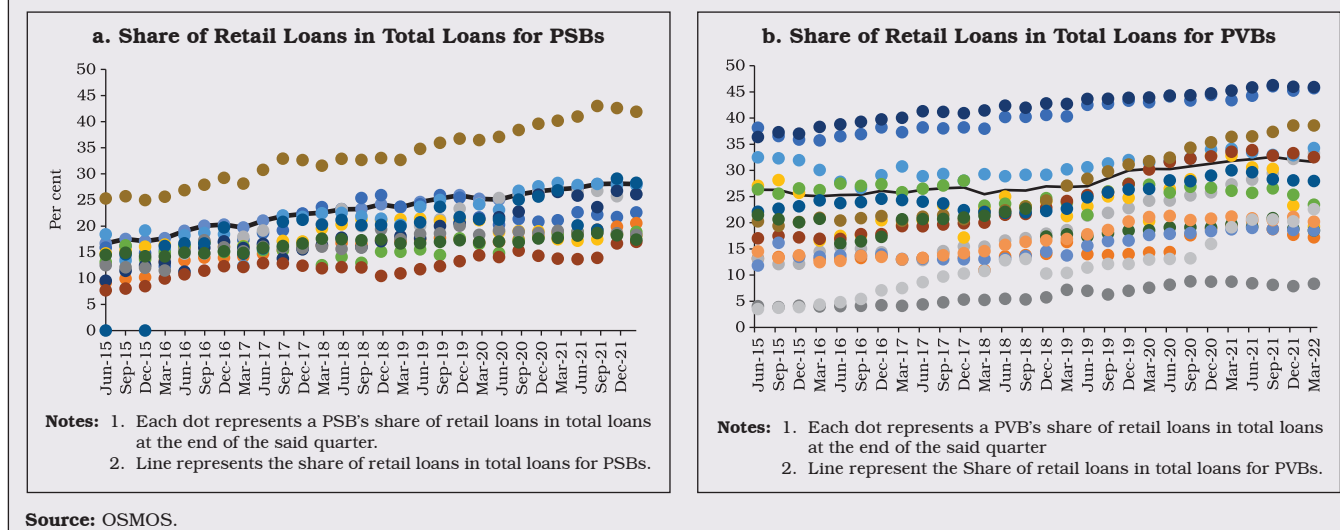 a. Share of Retail Loans in Total Loans for PSBs
Per cent
50
45
40
35
30
25
20
15
10
5
0
Jun-15
Sep-15
Dec-15
Mar-16
Jun-16
Sep-16
Dec-16
Mar-17
Jun-17
Sep-17
Dec-17
Mar-18
Jun-18
Sep-18
Dec-18
Mar-19
Jun-19
Sep-19
Dec-19
Mar-20
Jun-20
Sep-20
Dec-20
Mar-21
Jun-21
Sep-21
Dec-21
Notes: 1. Each dot represents a PSB's share of retail loans in total loans
at the end of the said quarter.
2. Line represents the share of retail loans in total loans for PSBs.
b. Share of Retail Loans in Total Loans for PVBs
50
45
40
35
30
25
20
15
10
5
0
Jun-15
Sep-15
Dec-15
Mar-16
Jun-16
Sep-16
Dec-16
Mar-17
Jun-17
Sep-17
Dec-17
Mar-18
Jun-18
Sep-18
Dec-18
Mar-19
Jun-19
Sep-19
Dec-19
Mar-20
Jun-20
Sep-20
Dec-20
Mar-21
Jun-21
Sep-21
Dec-21
Mar-22
Notes: 1. Each dot represents a PVB's share of retail loans in total loans
at the end of the said quarter
2. Line represent the Share of retail loans in total loans for PVBs.
Source: OSMOS.